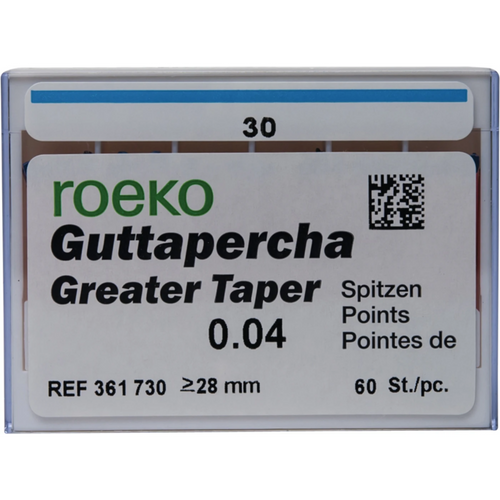 30
roeko
Guttapercha
Greater Taper
0.04
Spitzen
Points
Pointes de
REF 361 730 ≥28 mm 60 St./pc.